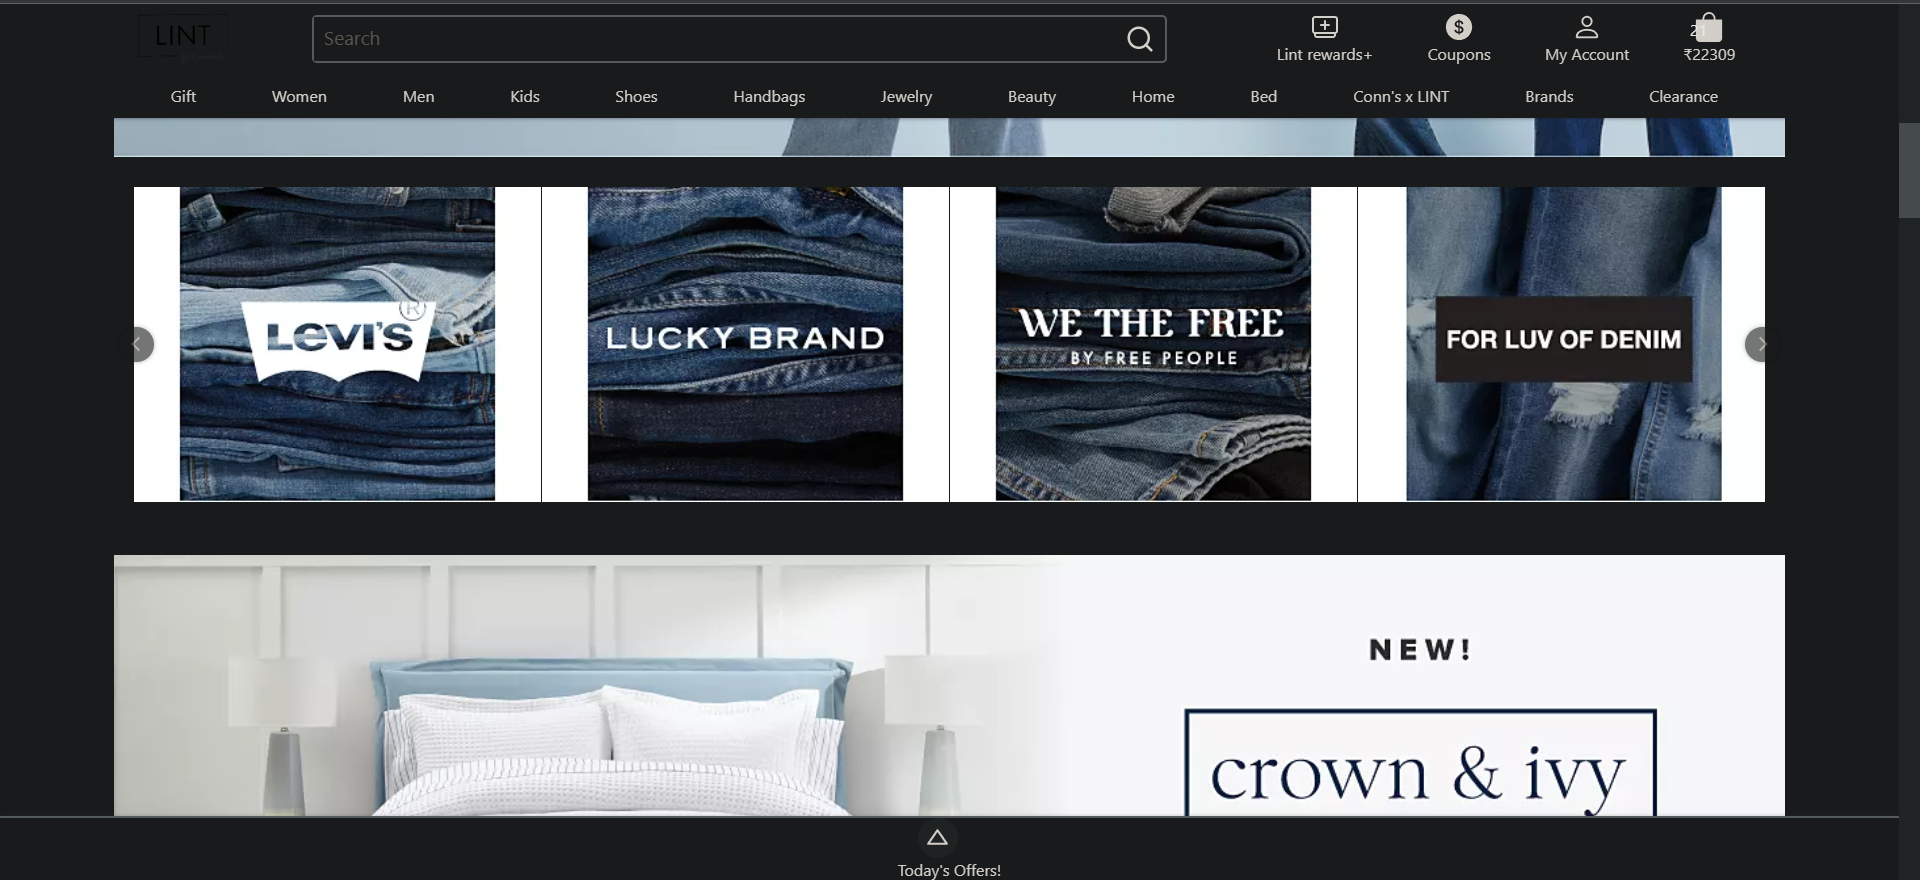 LINT
Search
Lint rewards+
Coupons
My Account
21
₹22309
Gift
Women
Men
Kids
Shoes
Handbags
Jewelry
Beauty
Home
Bed
Conn's x LINT
Brands
Clearance
LEVI'S®
LUCKY BRAND
WE THE FREE
BY FREE PEOPLE
FOR LUV OF DENIM
NEW!
crown & ivy
Today's Offers!